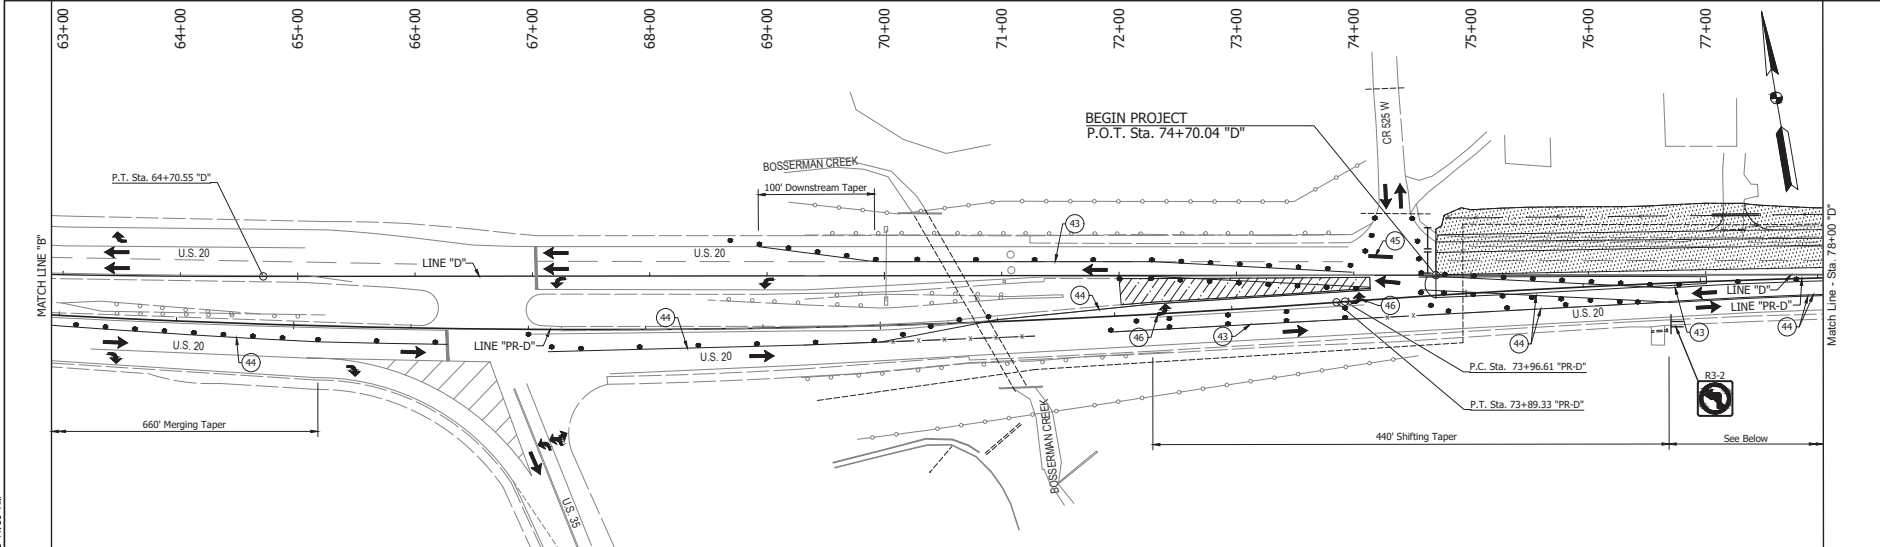 63+00
64+00
65+00
66+00
67+00
68+00
69+00
70+00
71+00
72+00
73+00
74+00
75+00
76+00
77+00
BEGIN PROJECT
P.O.T. Sta. 74+70.04 "D"
CR 525 W
BOSSERMAN CREEK
P.T. Sta. 64+70.55 "D"
100' Downstream Taper
MATCH LINE "B"
U.S. 20
LINE "D"
U.S. 20
43
45
44
46
LINE "D"
LINE "PR-D"
Match Line - Sta. 78+00 "D"
U.S. 20
44
LINE "PR-D"
44
U.S. 20
46
43
44
U.S. 20
43
44
P.C. Sta. 73+96.61 "PR-D"
R3-2
P.T. Sta. 73+89.33 "PR-D"
660' Merging Taper
BOSSERMAN CREEK
440' Shifting Taper
See Below
U.S. 35